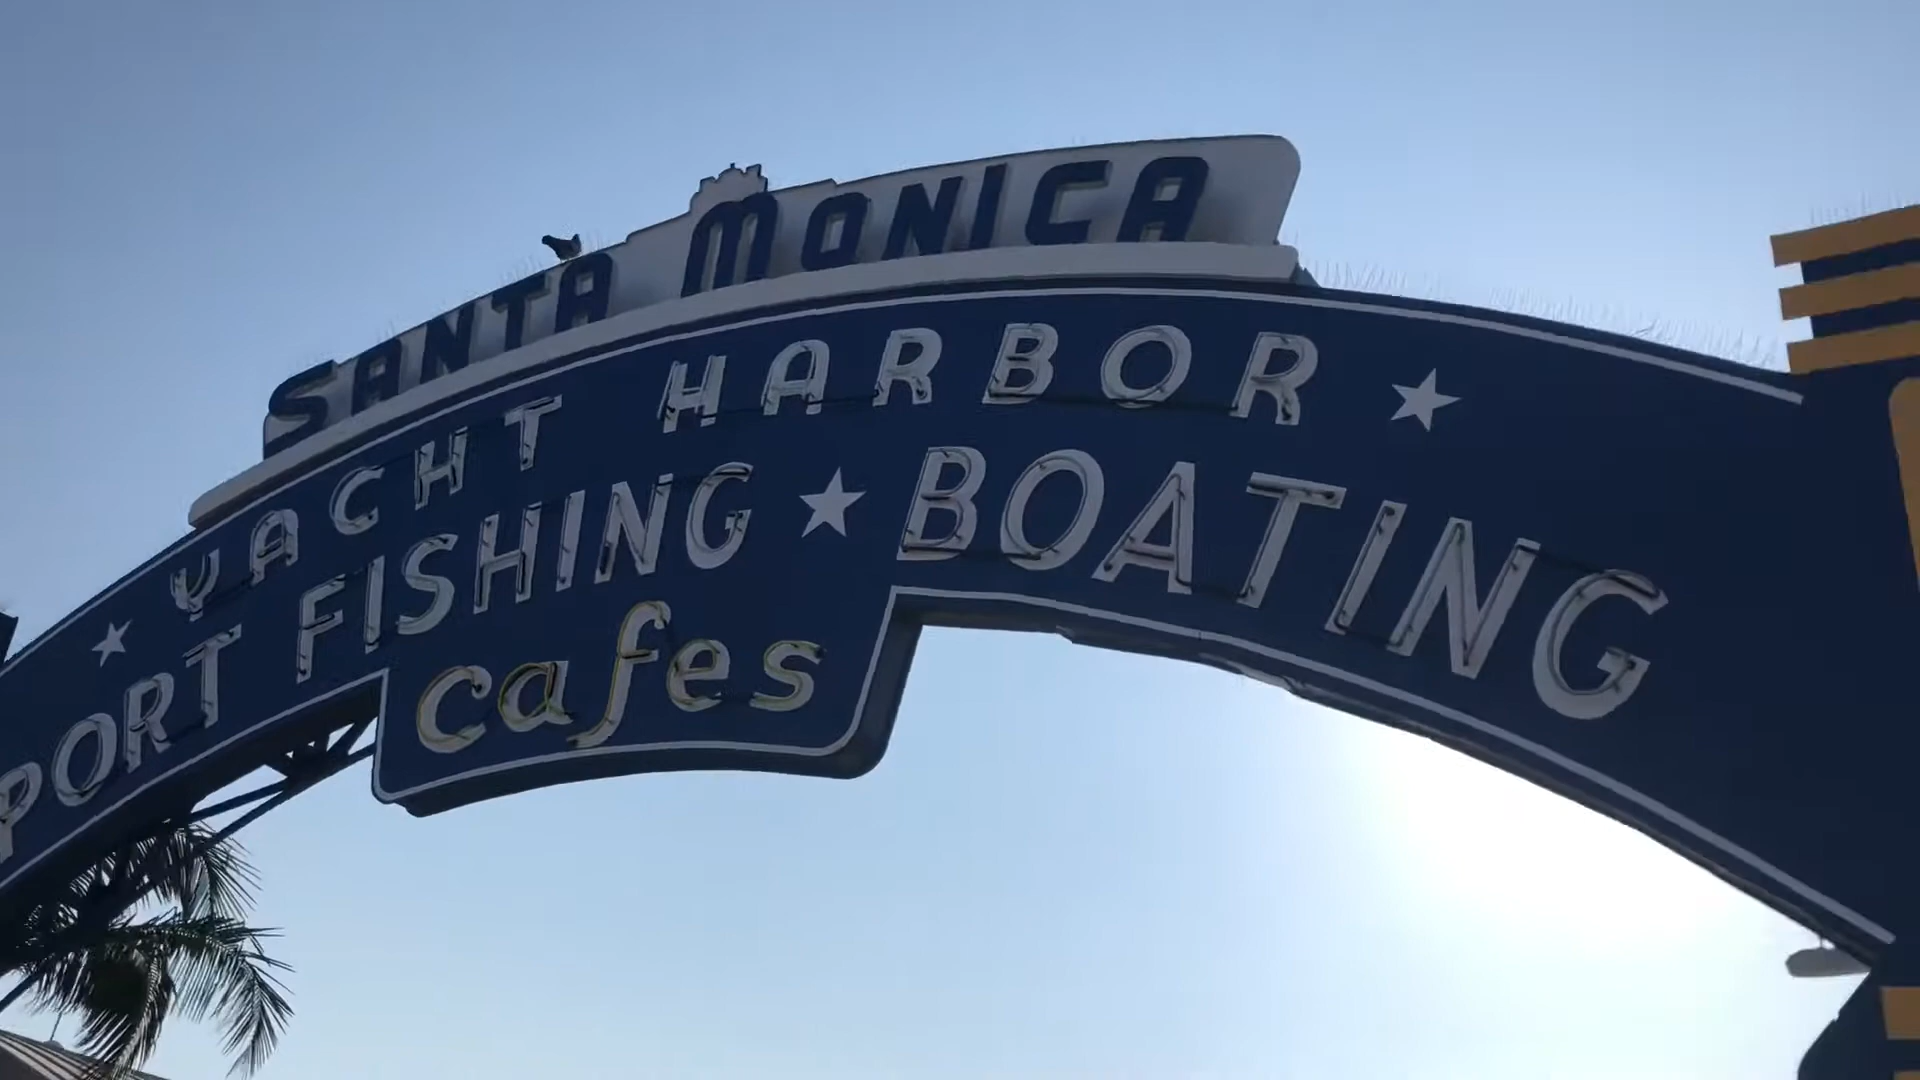 SANTA MONICA
★ YACHT HARBOR ★
PORT FISHING ★ BOATING
cafes